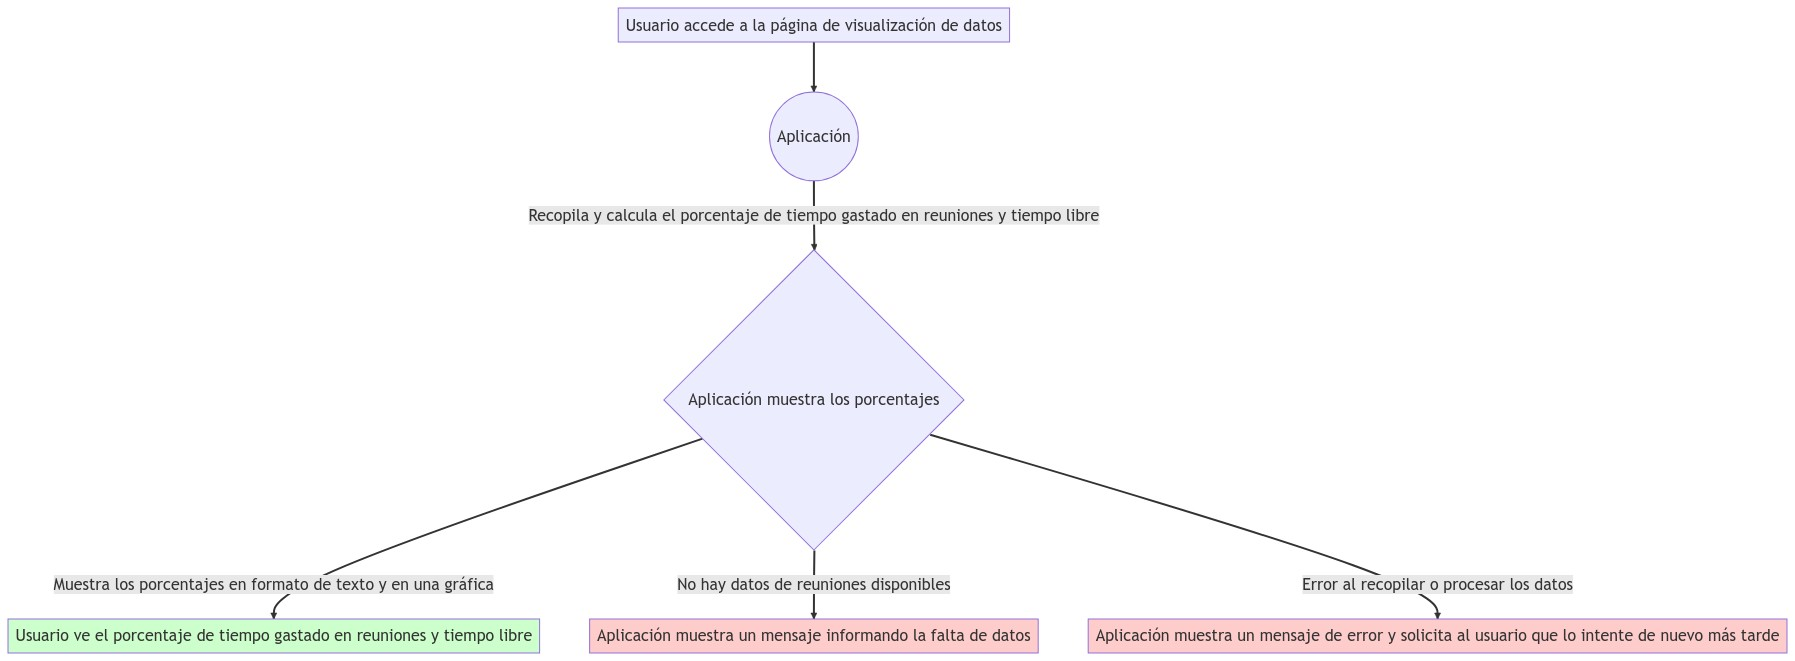 Usuario accede a la página de visualización de datos
Aplicación
Recopila y calcula el porcentaje de tiempo gastado en reuniones y tiempo libre
Aplicación muestra los porcentajes
Muestra los porcentajes en formato de texto y en una gráfica
No hay datos de reuniones disponibles
Error al recopilar o procesar los datos
Usuario ve el porcentaje de tiempo gastado en reuniones y tiempo libre
Aplicación muestra un mensaje informando la falta de datos
Aplicación muestra un mensaje de error y solicita al usuario que lo intente de nuevo más tarde